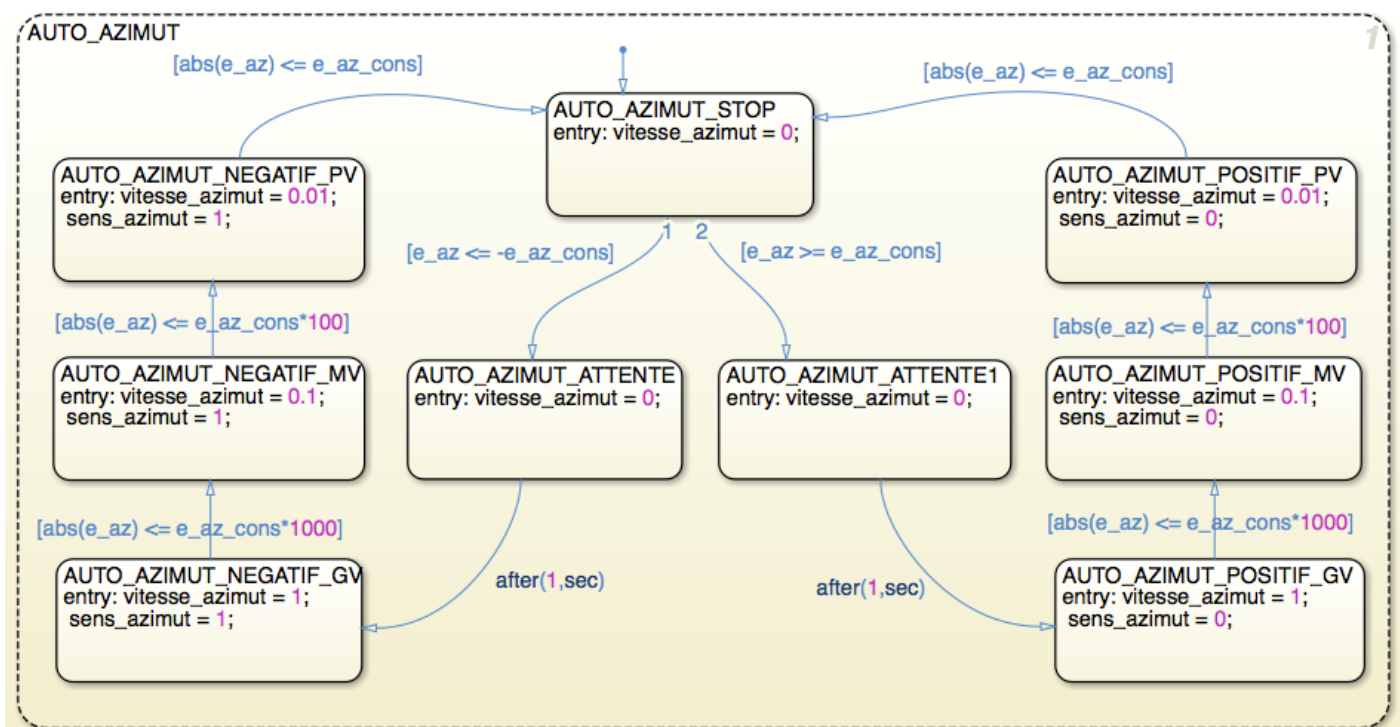 AUTO_AZIMUT
1
[abs(e_az) <= e_az_cons]
[abs(e_az) <= e_az_cons]
AUTO_AZIMUT_STOP
entry: vitesse_azimut = 0;
AUTO_AZIMUT_NEGATIF_PV
entry: vitesse_azimut = 0.01;
sens_azimut = 1;
AUTO_AZIMUT_POSITIF_PV
entry: vitesse_azimut = 0.01;
sens_azimut = 0;
1 2
[e_az <= -e_az_cons]
[e_az >= e_az_cons]
[abs(e_az) <= e_az_cons*100]
[abs(e_az) <= e_az_cons*100]
AUTO_AZIMUT_NEGATIF_MV
entry: vitesse_azimut = 0.1;
sens_azimut = 1;
AUTO_AZIMUT_ATTENTE
entry: vitesse_azimut = 0;
AUTO_AZIMUT_ATTENTE1
entry: vitesse_azimut = 0;
AUTO_AZIMUT_POSITIF_MV
entry: vitesse_azimut = 0.1;
sens_azimut = 0;
[abs(e_az) <= e_az_cons*1000]
[abs(e_az) <= e_az_cons*1000]
AUTO_AZIMUT_NEGATIF_GV
entry: vitesse_azimut = 1;
sens_azimut = 1;
after(1,sec)
after(1,sec)
AUTO_AZIMUT_POSITIF_GV
entry: vitesse_azimut = 1;
sens_azimut = 0;